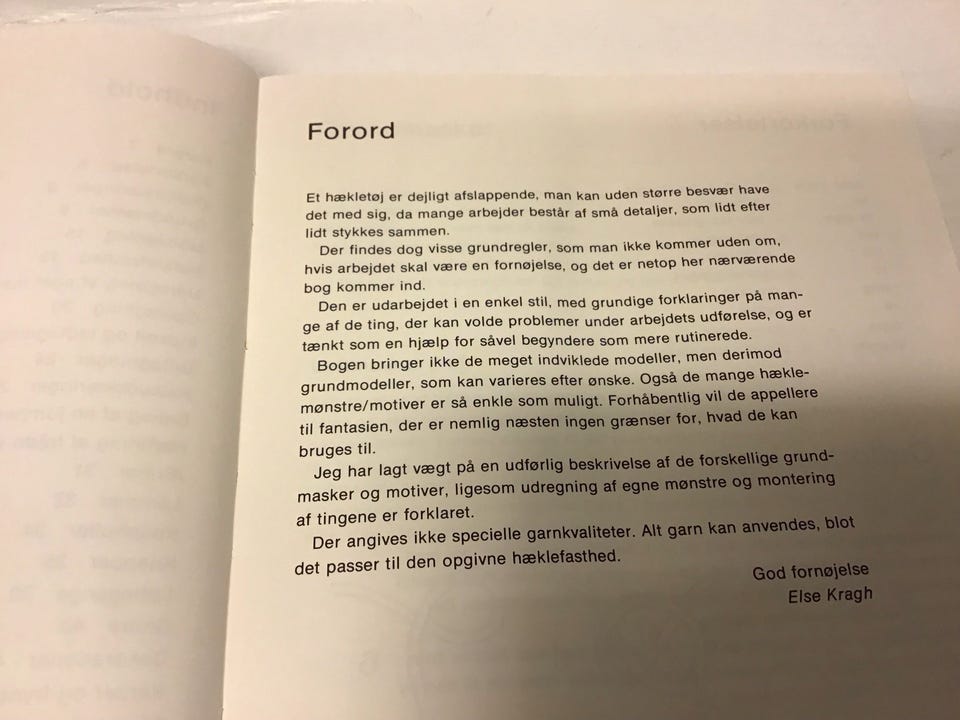 Forord
Et hækletøj er dejligt afslappende, man kan uden større besvær have
det med sig, da mange arbejder består af små detaljer, som lidt efter
lidt stykkes sammen.
Der findes dog visse grundregler, som man ikke kommer uden om,
hvis arbejdet skal være en fornøjelse, og det er netop her nærværende
bog kommer ind.
Den er udarbejdet i en enkel stil, med grundige forklaringer på man-
ge af de ting, der kan volde problemer under arbejdets udførelse, og er
tænkt som en hjælp for såvel begyndere som mere rutinerede.
Bogen bringer ikke de meget indviklede modeller, men derimod
grundmodeller, som kan varieres efter ønske. Også de mange hækle-
mønstre/motiver er så enkle som muligt. Forhåbentlig vil de appellere
til fantasien, der er nemlig næsten ingen grænser for, hvad de kan
bruges til.
Jeg har lagt vægt på en udførlig beskrivelse af de forskellige grund-
masker og motiver, ligesom udregning af egne mønstre og montering
af tingene er forklaret.
Der angives ikke specielle garnkvaliteter. Alt garn kan anvendes, blot
det passer til den opgivne hæklefasthed.
God fornøjelse
Else Kragh